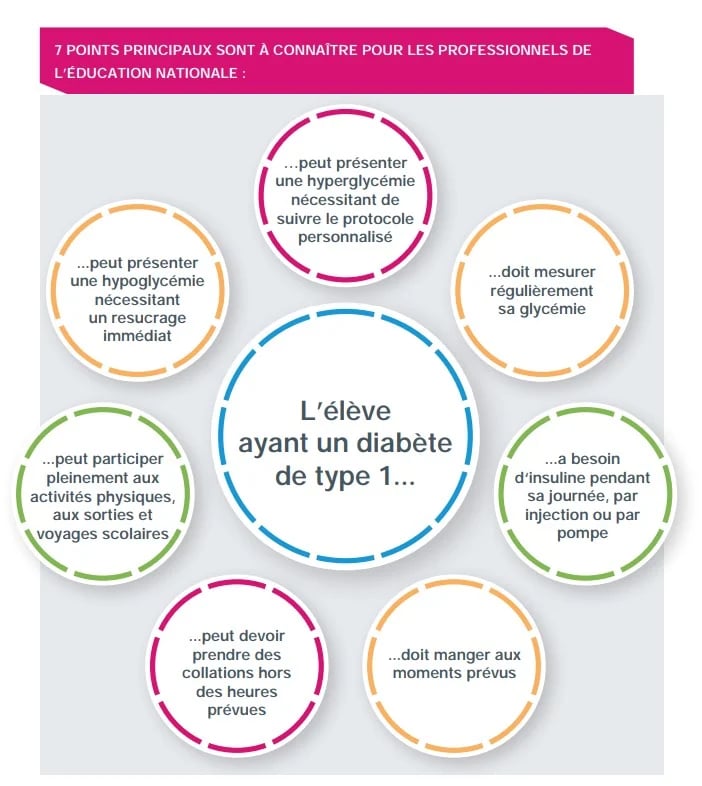 7 POINTS PRINCIPAUX SONT À CONNAÎTRE POUR LES PROFESSIONNELS DE
L'ÉDUCATION NATIONALE :
...peut présenter
une hyperglycémie
nécessitant de
suivre le protocole
personnalisé
...peut présenter
une hypoglycémie
nécessitant
un resucrage
immédiat
...doit mesurer
régulièrement
sa glycémie
L'élève
ayant un diabète
de type 1...
...peut participer
pleinement aux
activités physiques,
aux sorties et
voyages scolaires
...a besoin
d'insuline pendant
sa journée, par
injection ou par
pompe
...peut devoir
prendre des
collations hors
des heures
prévues
...doit manger aux
moments prévus